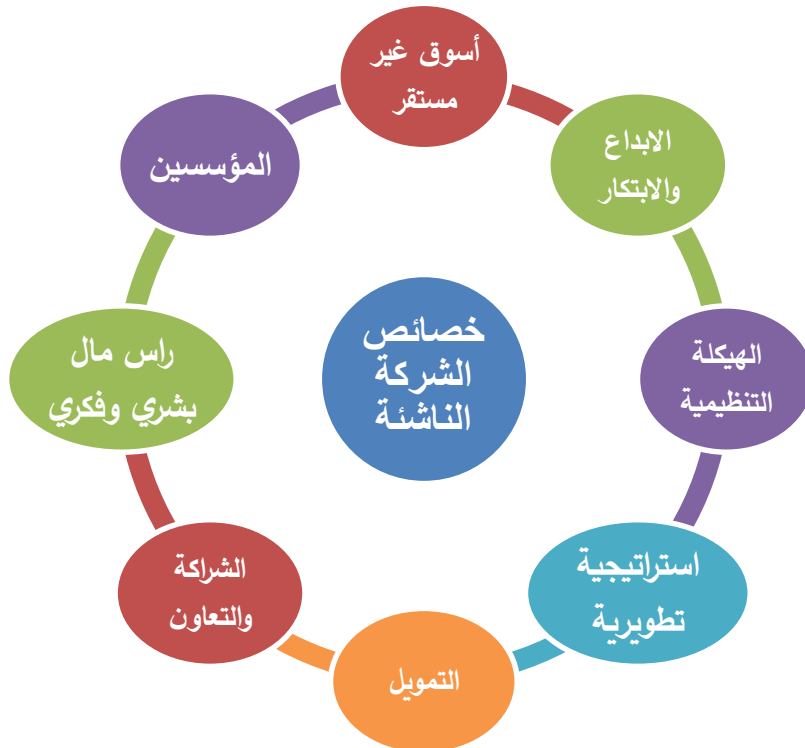 أسوق غير
مستقر
الابداع
والابتكار
الهيكلة
التنظيمية
استراتيجية
تطويرية
التمويل
الشراكة
والتعاون
راس مال
بشري وفكري
المؤسسين
خصائص
الشركة
الناشئة